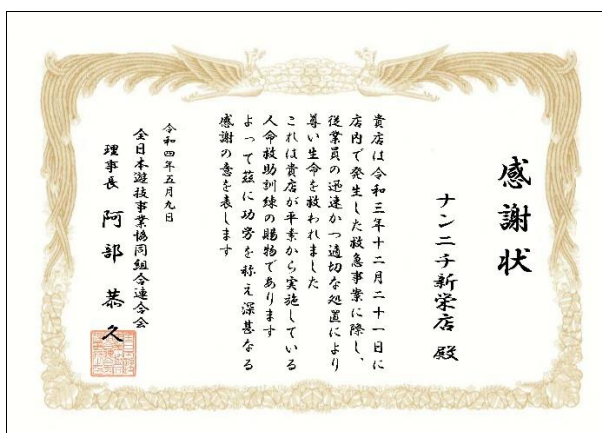 感謝状
ナンニチ新栄店 殿
貴店は令和三年十二月二十一日に
店内で発生した救急事業に際し、
従業員の迅速かつ適切な処置により
尊い生命を救われました
これは貴店が平素から実施している
人命救助訓練の賜物であります
よって茲に功労を称え深甚なる
感謝の意を表します
令和四年五月九日
全日本遊技事業協同組合連合会
理事長 阿部 恭久